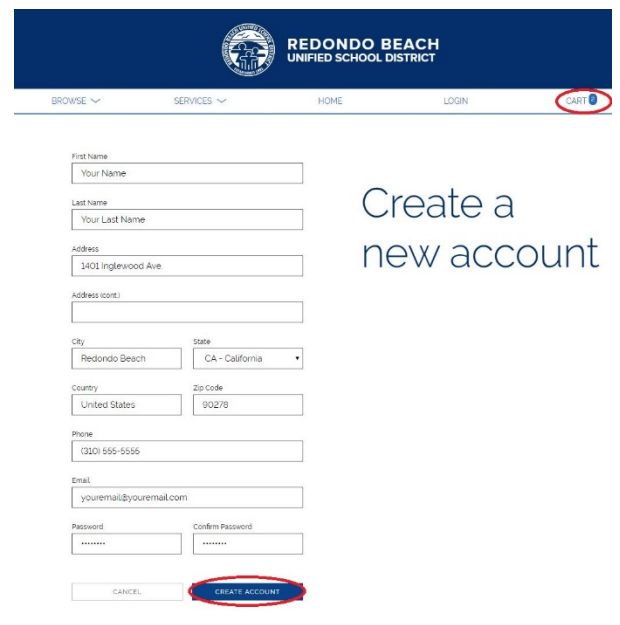 REDONDO BEACH
UNIFIED SCHOOL DISTRICT
BROWSE SERVICES HOME LOGIN CART
First Name
Your Name
Create a
new account
Last Name
Your Last Name
Address
1401 Inglewood Ave.
Address (cont.)
City State
Redondo Beach CA - California
Country Zip Code
United States 90278
Phone
(310) 555-5555
Email
youremail@youremail.com
Password Confirm Password
•••••••• ••••••••
CANCEL CREATE ACCOUNT